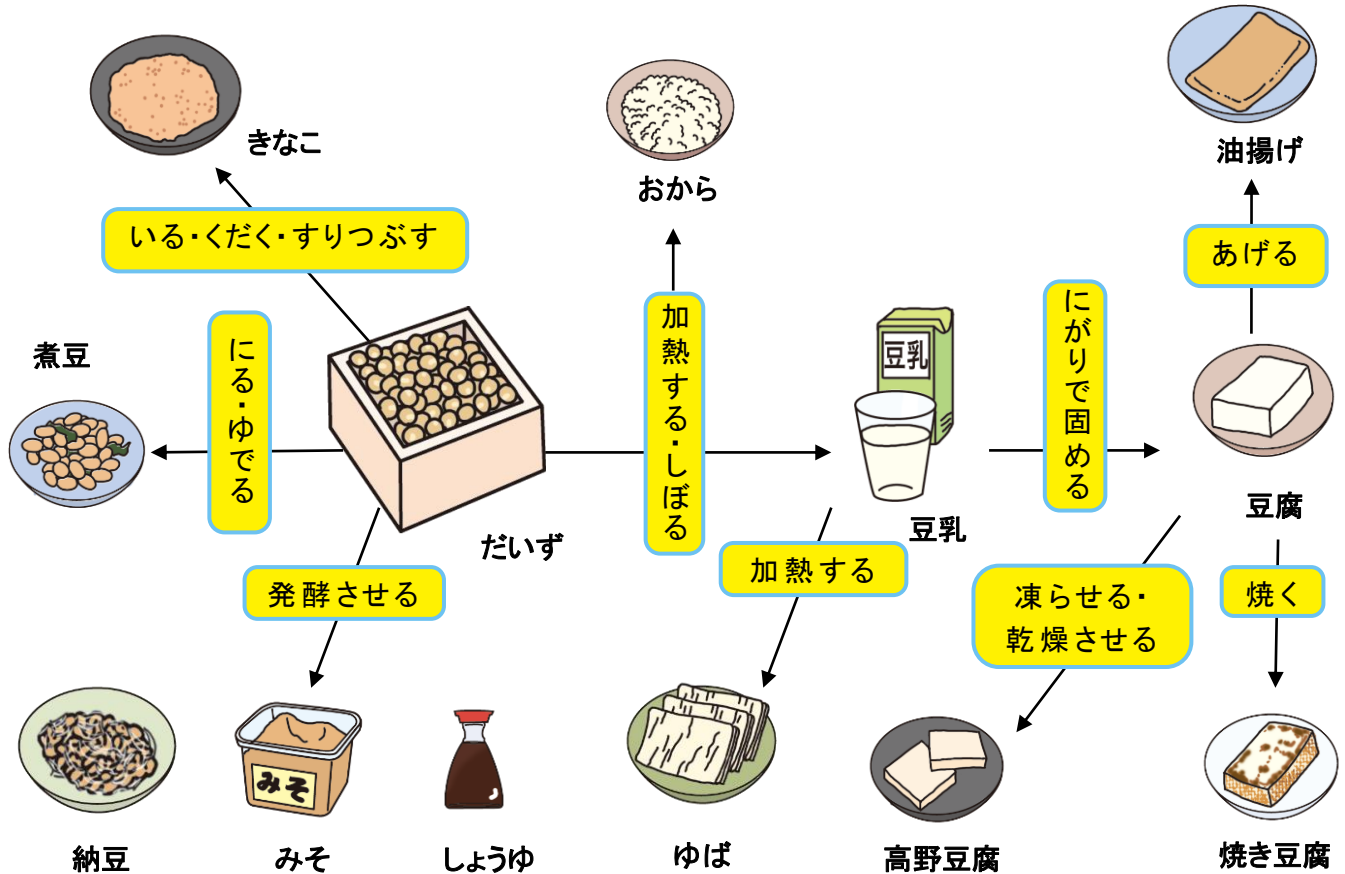 きなこ
いる・くだく・すりつぶす
おから
油揚げ
あげる
煮豆
にる・ゆでる
だいず
加熱する・しぼる
豆乳
豆乳
にがりで固める
豆腐
発酵させる
加熱する
凍らせる・
乾燥させる
焼く
みそ
納豆
みそ
しょうゆ
ゆば
高野豆腐
焼き豆腐